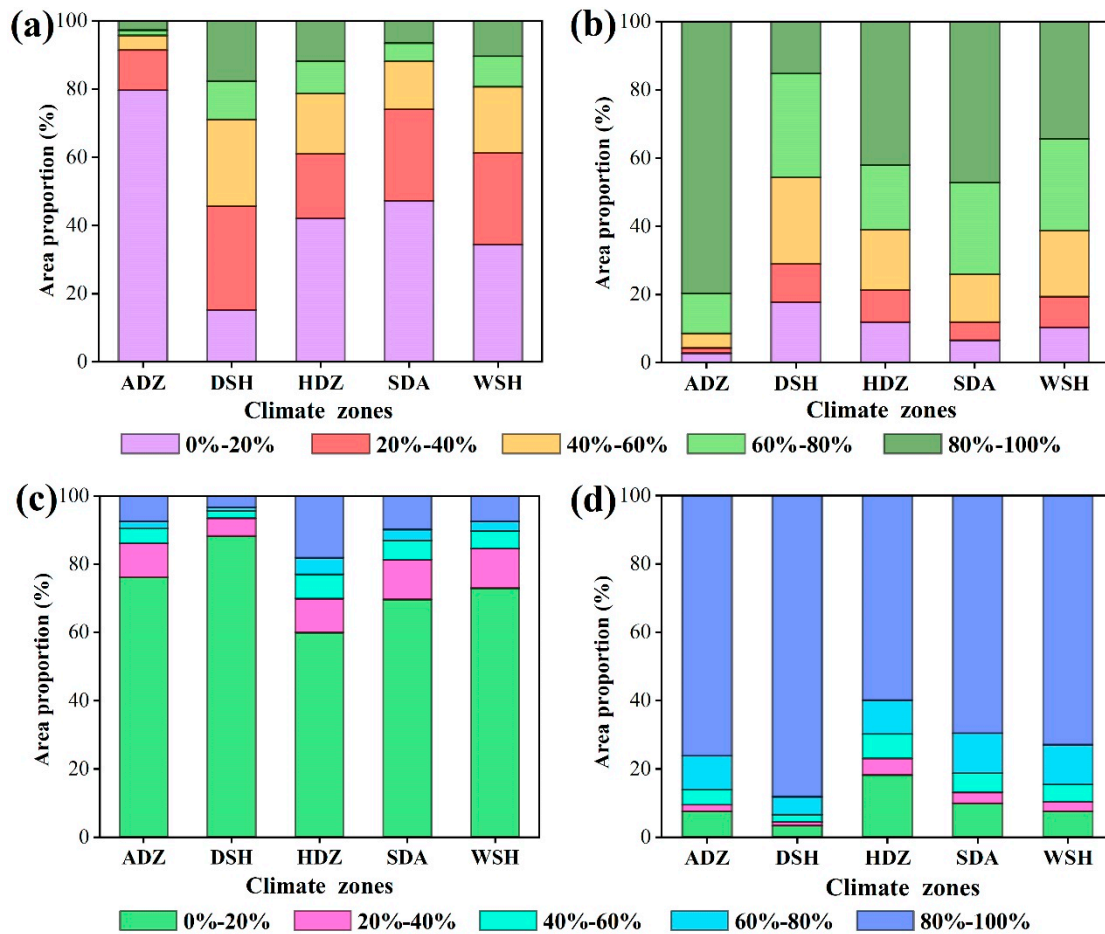 (a)
(b)
100
80
60
40
20
0
Area proportion (%)
ADZ DSH HDZ SDA WSH
Climate zones
100
80
60
40
20
0
Area proportion (%)
ADZ DSH HDZ SDA WSH
Climate zones
0%-20% 20%-40% 40%-60% 60%-80% 80%-100%
(c)
(d)
100
80
60
40
20
0
Area proportion (%)
ADZ DSH HDZ SDA WSH
Climate zones
100
80
60
40
20
0
Area proportion (%)
ADZ DSH HDZ SDA WSH
Climate zones
0%-20% 20%-40% 40%-60% 60%-80% 80%-100%